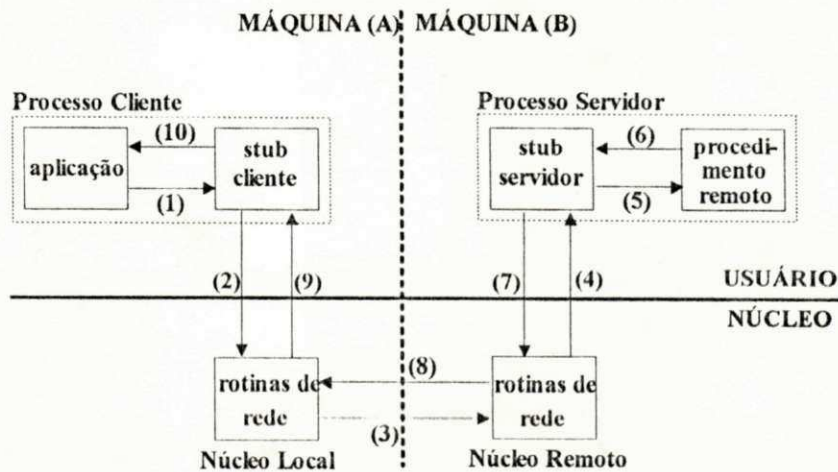 MÁQUINA (A)
MÁQUINA (B)
Processo Cliente
Processo Servidor
aplicação
(10)
(1)
stub
cliente
stub
servidor
(6)
(5)
procedi-
mento
remoto
(2)
(9)
(7)
(4)
USUÁRIO
NÚCLEO
rotinas de
rede
(8)
(3)
rotinas de
rede
Núcleo Local
Núcleo Remoto